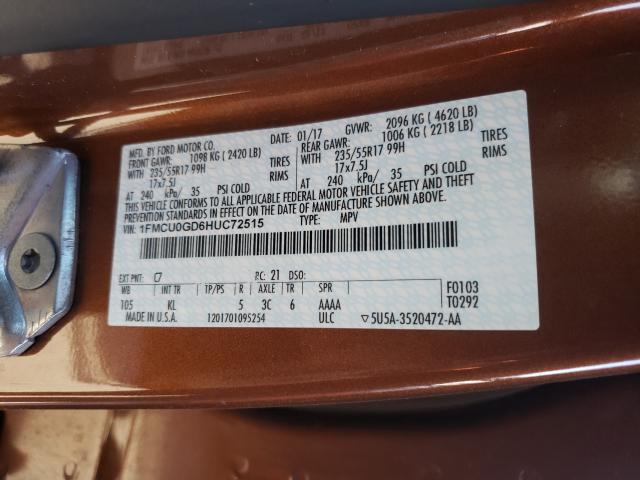 MFG. BY FORD MOTOR CO. DATE: 01/17 GVWR: 2096 KG ( 4620 LB)
FRONT GAWR: 1098 KG ( 2420 LB) REAR GAWR: 1006 KG ( 2218 LB)
WITH 235/55R17 99H TIRES WITH 235/55R17 99H TIRES
17x7.5J RIMS 17x7.5J RIMS
AT 240 kPa/ 35 PSI COLD AT 240 kPa/ 35 PSI COLD
THIS VEHICLE CONFORMS TO ALL APPLICABLE FEDERAL MOTOR VEHICLE SAFETY AND THEFT
PREVENTION STANDARDS IN EFFECT ON THE DATE OF MANUFACTURE SHOWN ABOVE.
VIN: 1FMCU0GD6HUC72515 TYPE: MPV
EXT PNT: C7 RC: 21 DSO:
WB INT TR TP/PS R AXLE TR SPR F0103
105 KL 5 3C 6 AAAA T0292
MADE IN U.S.A. 1201701095254 ULC ▽5U5A-3520472-AA